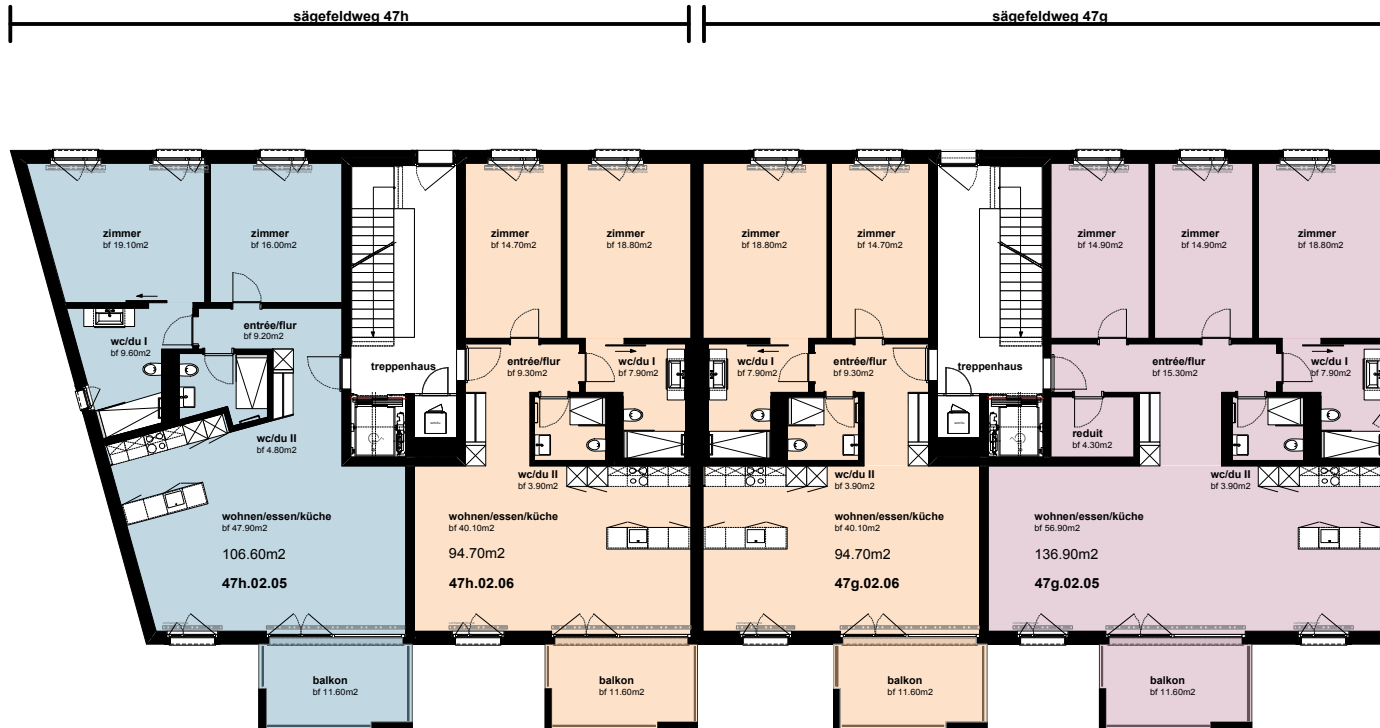 sägefeldweg 47h
sägefeldweg 47g
zimmer
bf 19.10m2
zimmer
bf 16.00m2
zimmer
bf 14.70m2
zimmer
bf 18.80m2
zimmer
bf 18.80m2
zimmer
bf 14.70m2
zimmer
bf 14.90m2
zimmer
bf 14.90m2
zimmer
bf 18.80m2
entrée/flur
bf 9.20m2
wc/du I
bf 9.60m2
treppenhaus
entrée/flur
bf 9.30m2
wc/du I
bf 7.90m2
wc/du I
bf 7.90m2
entrée/flur
bf 9.30m2
treppenhaus
entrée/flur
bf 15.30m2
wc/du I
bf 7.90m2
wc/du II
bf 4.80m2
reduit
bf 4.30m2
wc/du II
bf 3.90m2
wc/du II
bf 3.90m2
wc/du II
bf 3.90m2
wohnen/essen/küche
bf 47.90m2
106.60m2
47h.02.05
wohnen/essen/küche
bf 40.10m2
94.70m2
47h.02.06
wohnen/essen/küche
bf 40.10m2
94.70m2
47g.02.06
wohnen/essen/küche
bf 56.90m2
136.90m2
47g.02.05
balkon
bf 11.60m2
balkon
bf 11.60m2
balkon
bf 11.60m2
balkon
bf 11.60m2